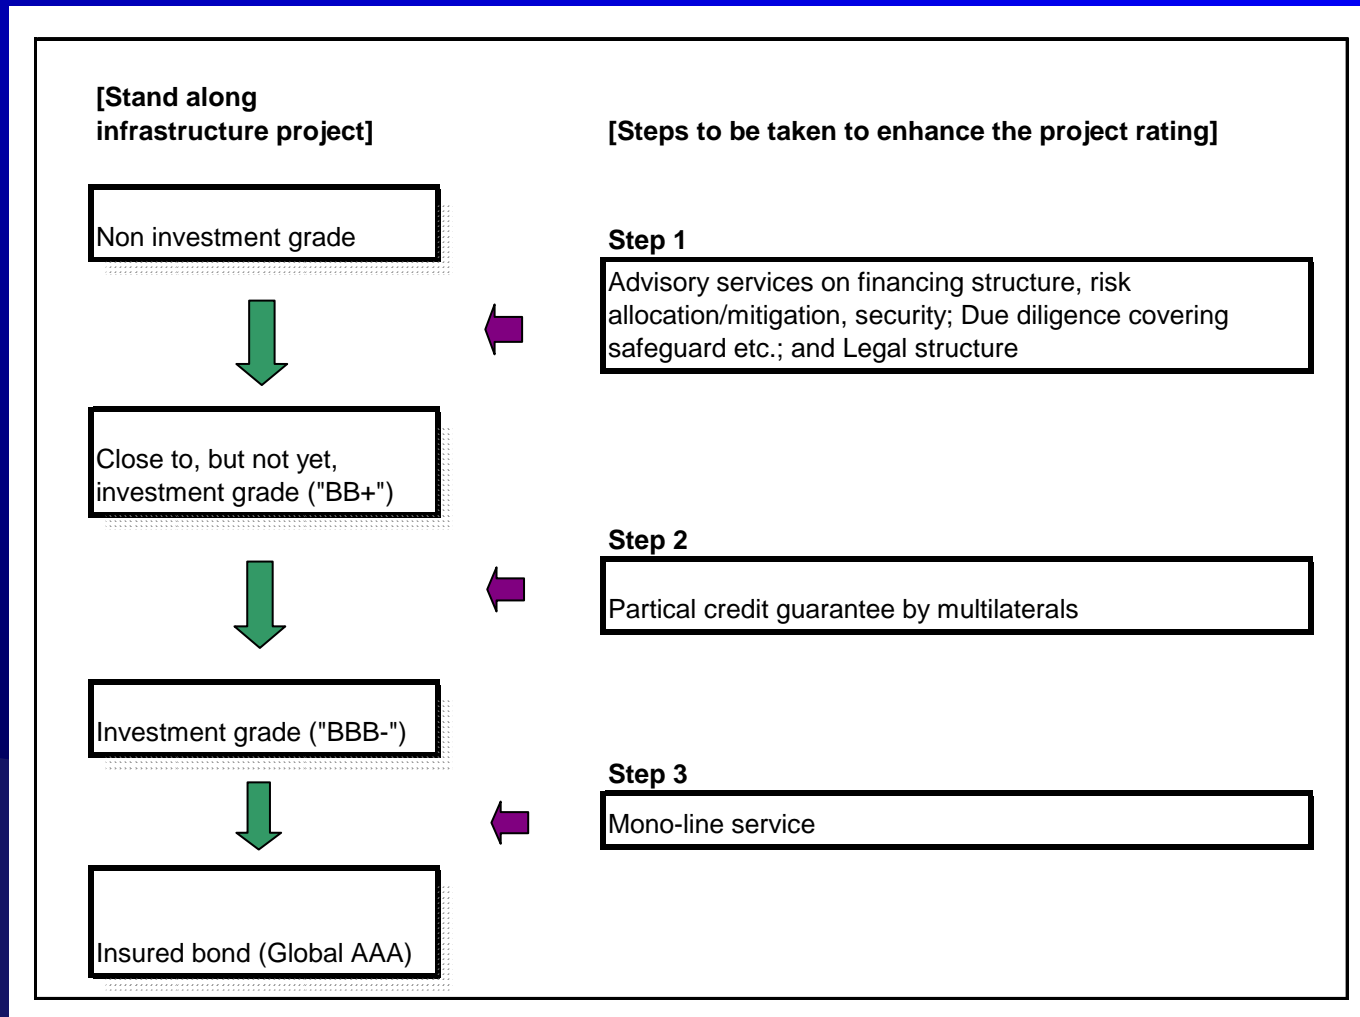 [Stand along
infrastructure project]
[Steps to be taken to enhance the project rating]
Non investment grade
Step 1
Advisory services on financing structure, risk
allocation/mitigation, security; Due diligence covering
safeguard etc.; and Legal structure
Close to, but not yet,
investment grade ("BB+")
Step 2
Partical credit guarantee by multilaterals
Investment grade ("BBB-")
Step 3
Mono-line service
Insured bond (Global AAA)